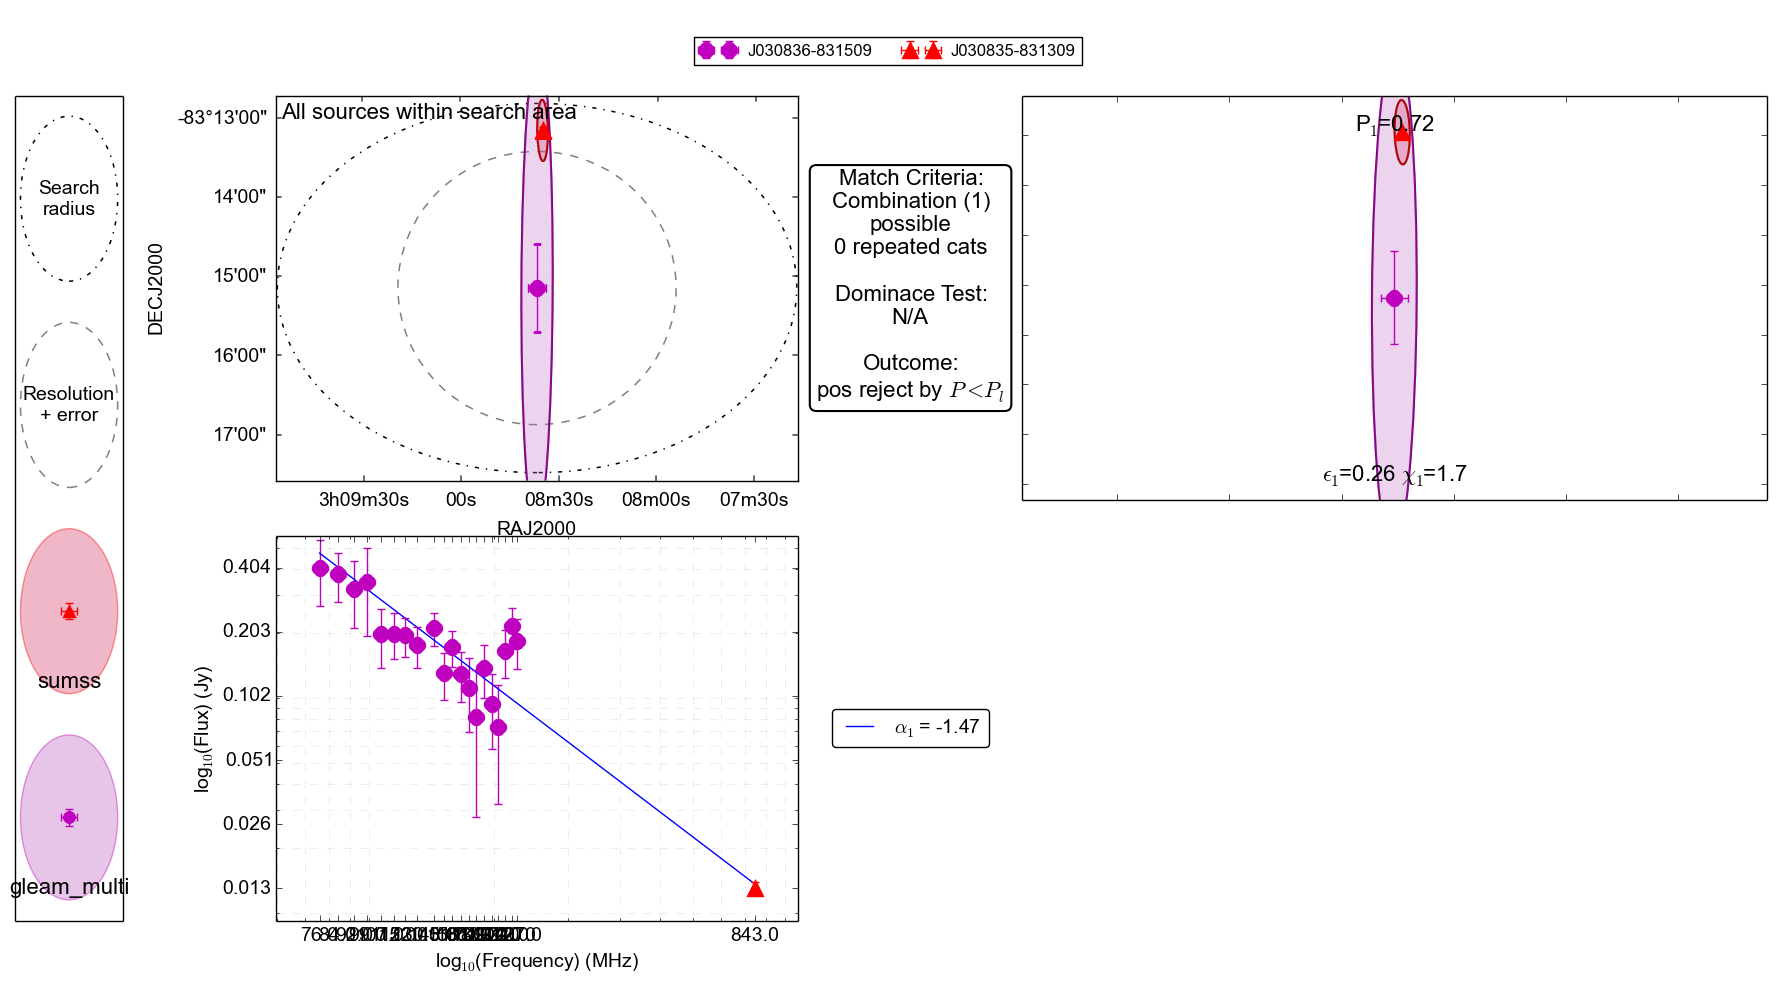 J030836-831509
J030835-831309
Search
radius
Resolution
+ error
sumss
gleam_multi
All sources within search area
-83°13'00"
14'00"
15'00"
16'00"
17'00"
DECJ2000
3h09m30s
00s
08m30s
08m00s
07m30s
RAJ2000
Match Criteria:
Combination (1)
possible
0 repeated cats
Dominace Test:
N/A
Outcome:
pos reject by P<P_l
P₁=0.72
ϵ₁=0.26 χ₁=1.7
0.404
0.203
0.102
0.051
0.026
0.013
log₁₀(Flux) (Jy)
843.0
log₁₀(Frequency) (MHz)
α₁ = -1.47